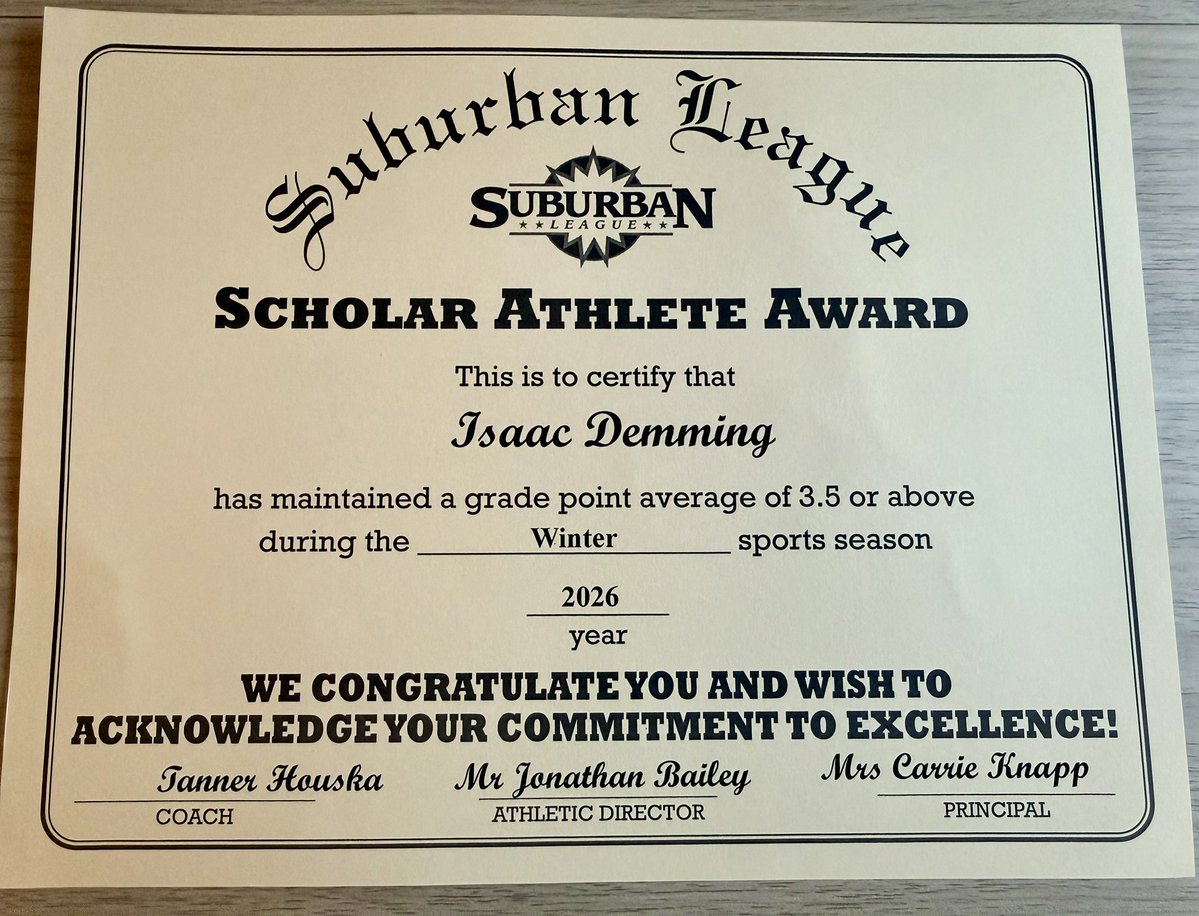 Suburban League
SUBURBAN
★★LEAGUE★★
SCHOLAR ATHLETE AWARD
This is to certify that
Isaac Demming
has maintained a grade point average of 3.5 or above
during the Winter sports season
2026
year
WE CONGRATULATE YOU AND WISH TO
ACKNOWLEDGE YOUR COMMITMENT TO EXCELLENCE!
Tanner Houska Mr Jonathan Bailey Mrs Carrie Knapp
COACH ATHLETIC DIRECTOR PRINCIPAL